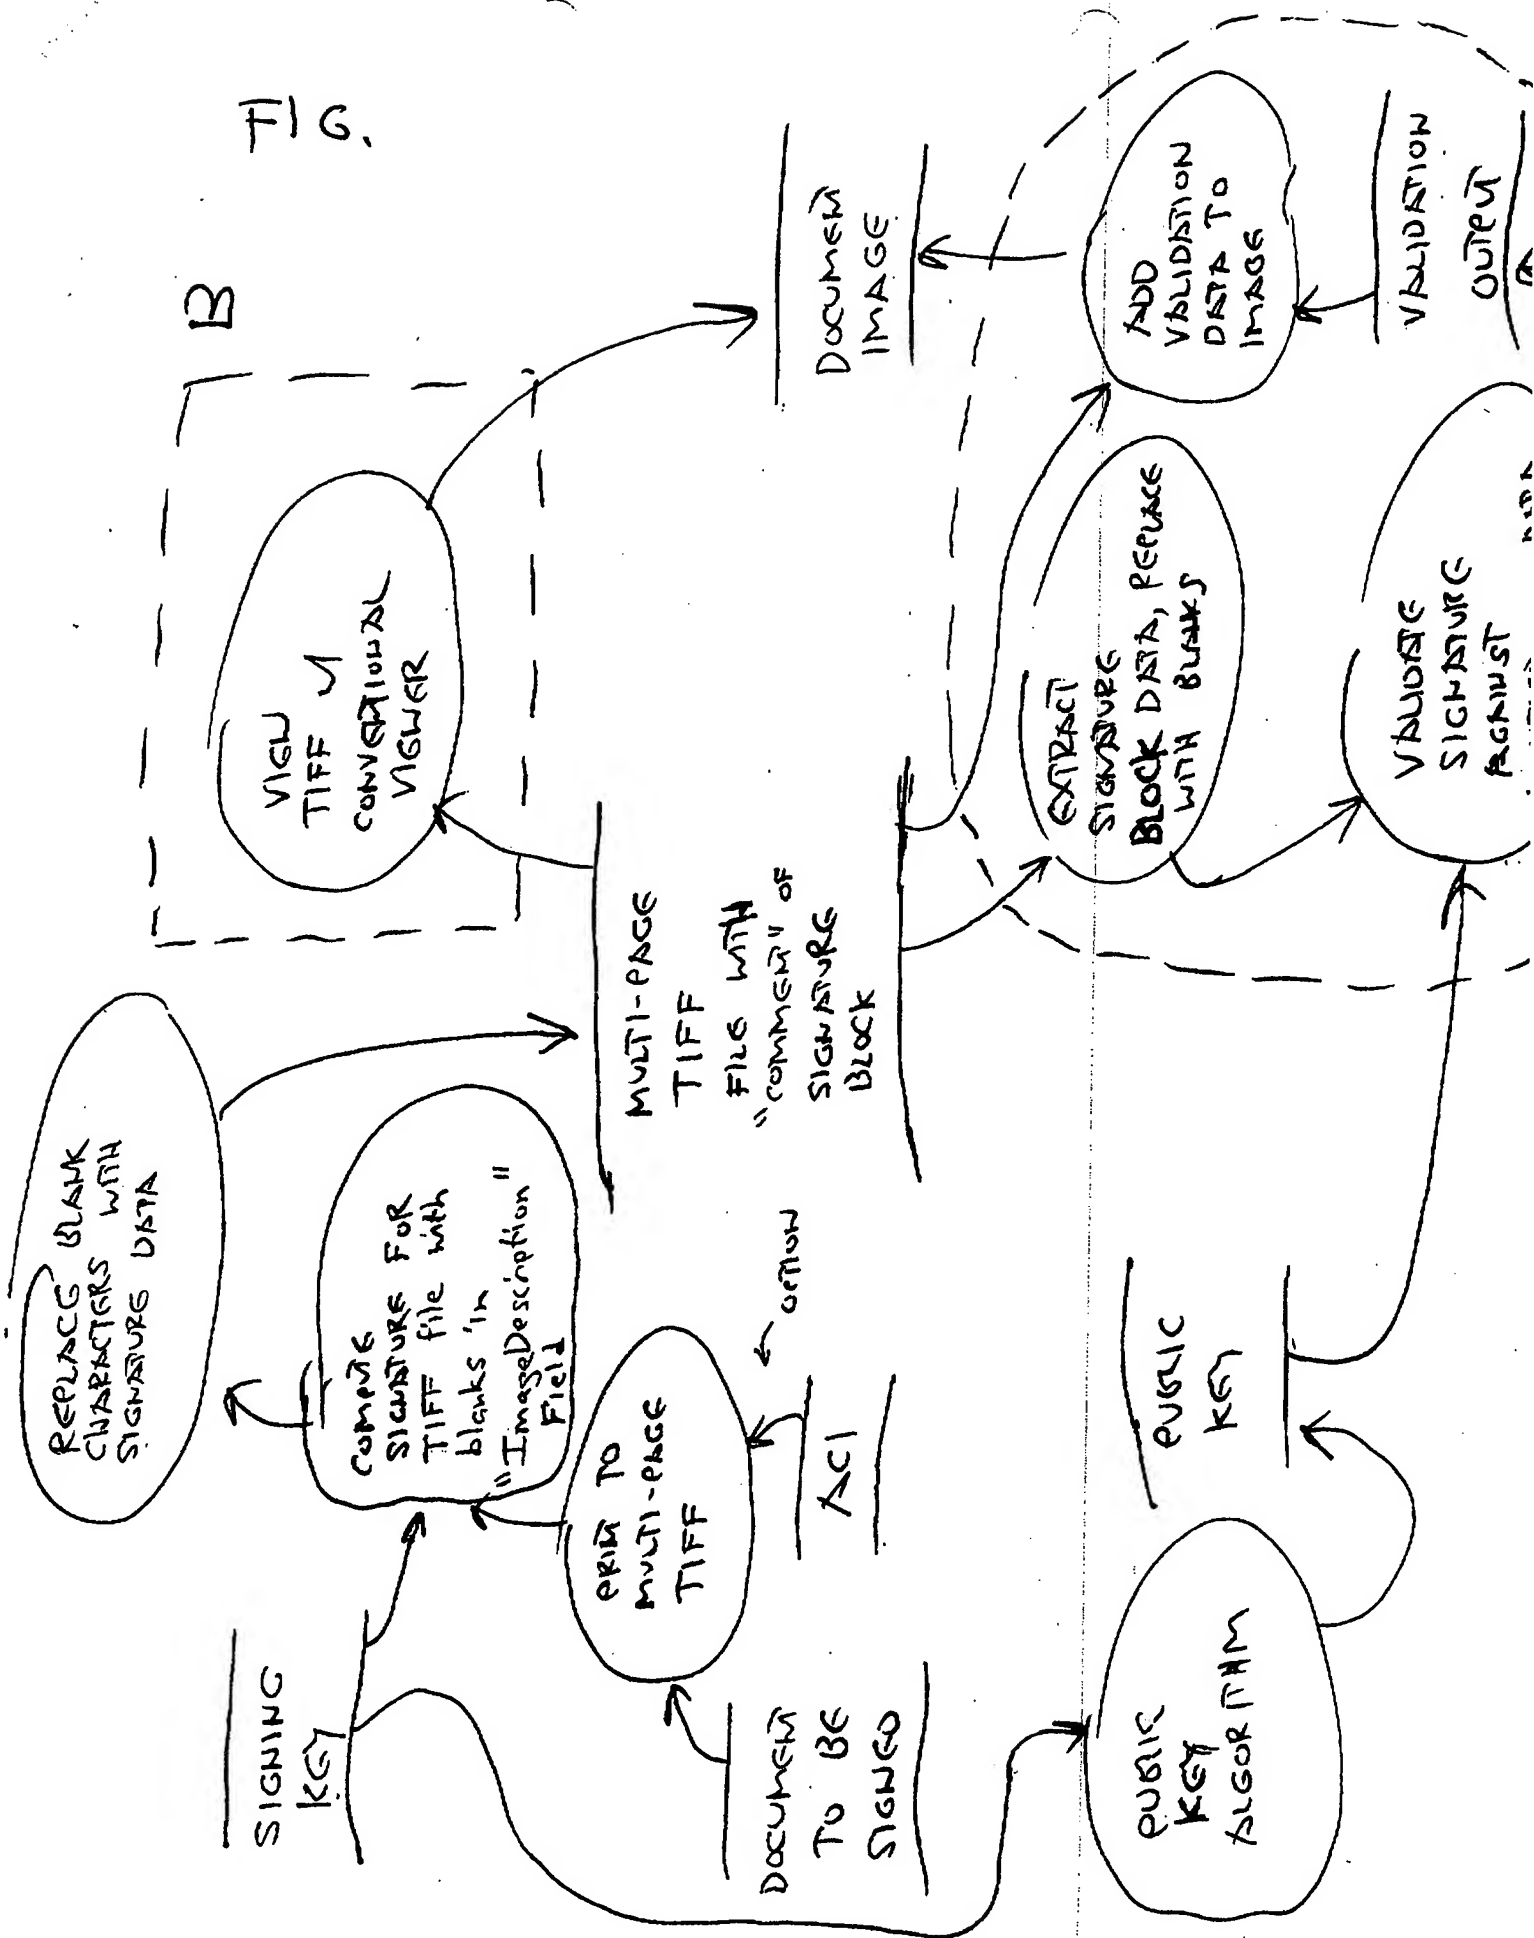 FIG.
B
REPLACE BLANK
CHARACTERS WITH
SIGNATURE DATA
VIEW
TIFF
CONVENTIONAL
VIEWER
SIGNING
KEY
COMPUTE
SIGNATURE FOR
TIFF file with
blanks in
"ImageDescription"
Field
PRINT TO
MULTI-PAGE
TIFF
OPTION
ACI
DOCUMENT
TO BE
SIGNED
MULTI-PAGE
TIFF
FILE WITH
"COMMENT" OF
SIGNATURE
BLOCK
DOCUMENT
IMAGE
ADD
VALIDATION
DATA TO
IMAGE
EXTRACT
SIGNATURE
BLOCK DATA, REPLACE
WITH BLANKS
VALIDATION
OUTPUT
VALIDATE
SIGNATURE
AGAINST
PUBLIC
KEY
PUBLIC
KEY
ALGORITHM